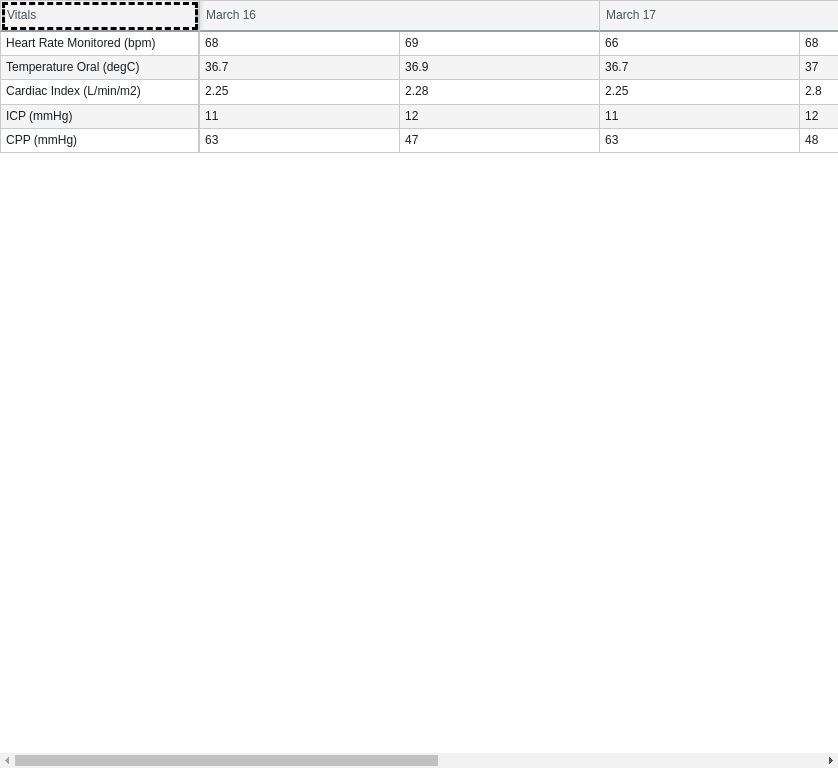 Vitals March 16 March 17
Heart Rate Monitored (bpm) 68 69 66 68
Temperature Oral (degC) 36.7 36.9 36.7 37
Cardiac Index (L/min/m2) 2.25 2.28 2.25 2.8
ICP (mmHg) 11 12 11 12
CPP (mmHg) 63 47 63 48